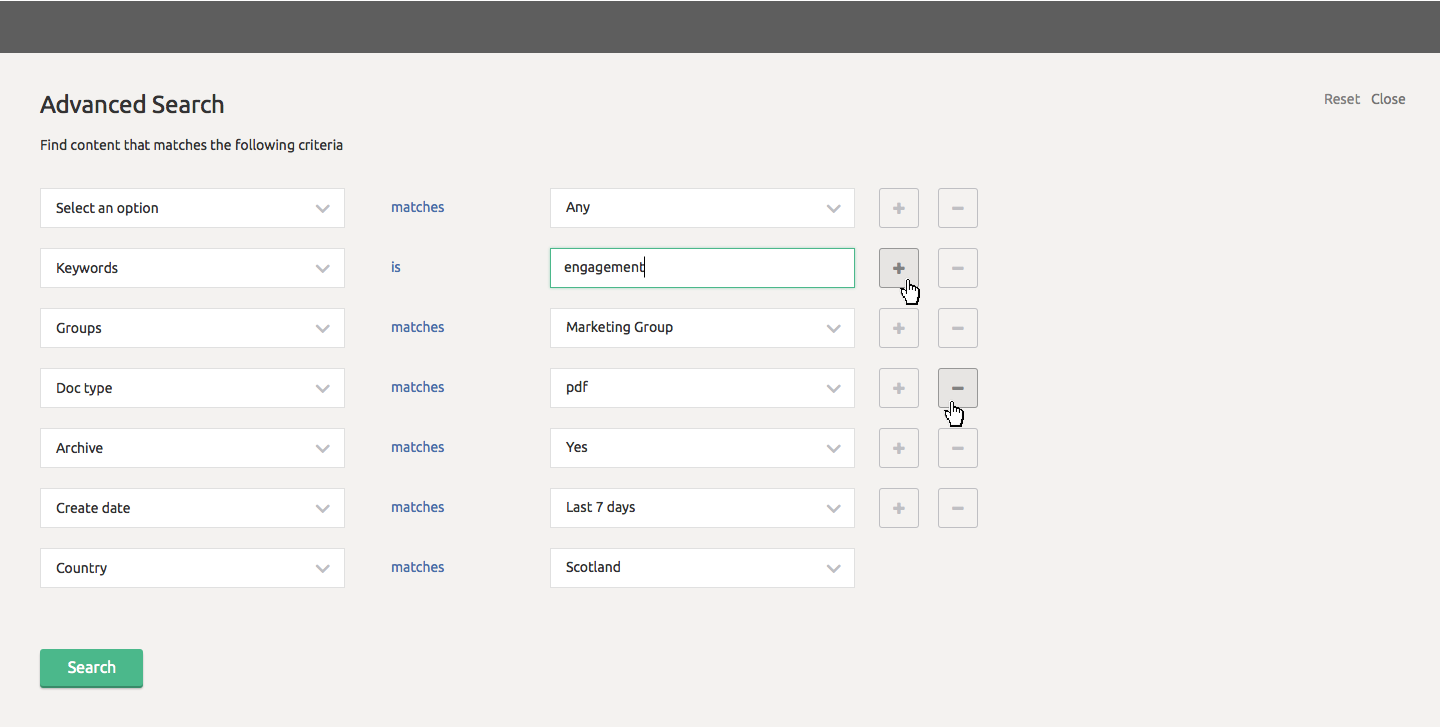 Advanced Search
Reset Close
Find content that matches the following criteria
Select an option matches Any
Keywords is engagement
Groups matches Marketing Group
Doc type matches pdf
Archive matches Yes
Create date matches Last 7 days
Country matches Scotland
Search